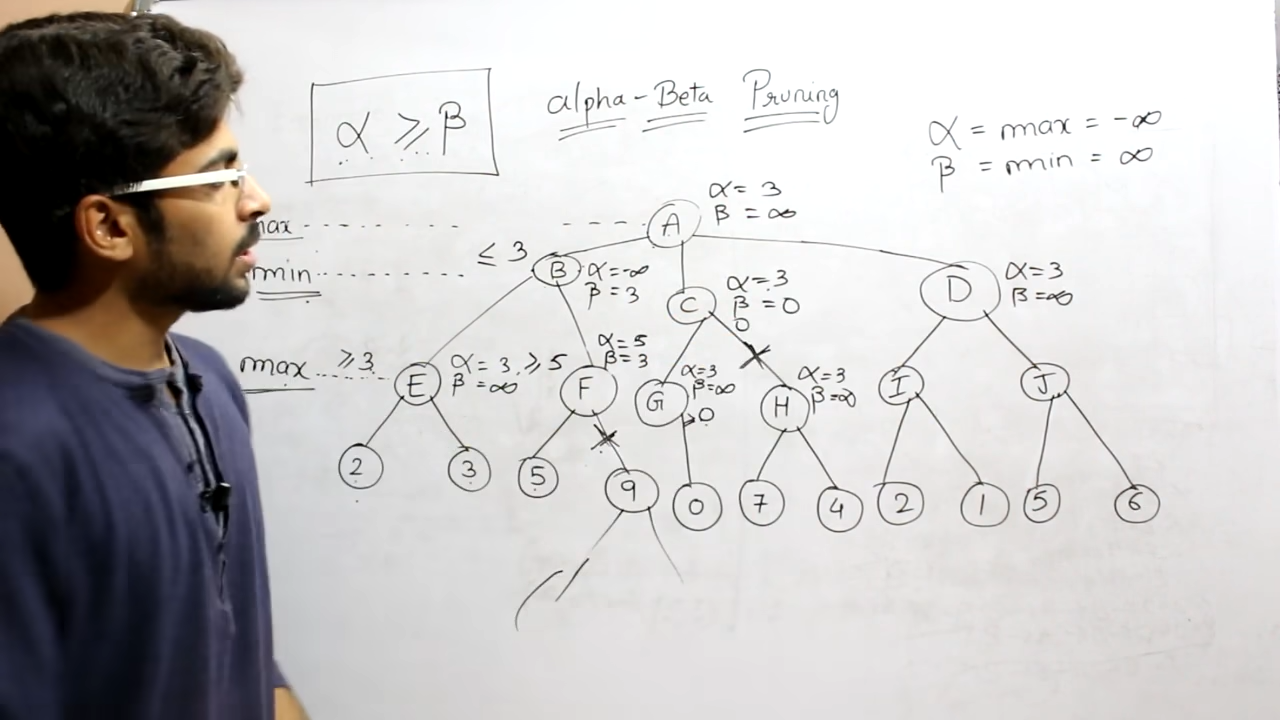 alpha-Beta Pruning
α ≥ β
α = max = -∞
β = min = ∞
α = 3
β = ∞
max
A
min
≤ 3
B
α = -∞
β = 3
C
α = 3
β = 0
0
D
α = 3
β = ∞
max
≥ 3
E
α = 3, ≥ 5
β = ∞
F
α = 5
β = 3
G
α = 3
β = ∞
≥ 0
H
α = 3
β = ∞
I
J
2
3
5
9
0
7
4
2
1
5
6